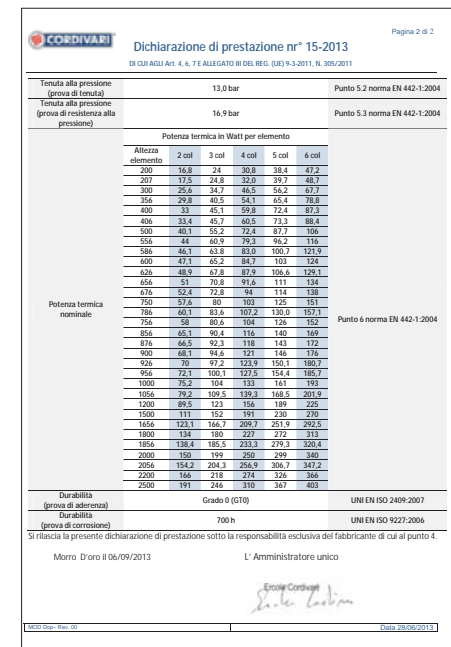 CORDIVARI
Pagina 2 di 2
Dichiarazione di prestazione nr° 15-2013
DI CUI AGLI Art. 4, 6, 7 E ALLEGATO III DEL REG. (UE) 9-3-2011, N. 305/2011
Tenuta alla pressione (prova di tenuta) 13,0 bar Punto 5.2 norma EN 442-1:2004
Tenuta alla pressione (prova di resistenza alla pressione) 16,9 bar Punto 5.3 norma EN 442-1:2004
Potenza termica nominale
Potenza termica in Watt per elemento
Altezza elemento 2 col 3 col 4 col 5 col 6 col
200 16,8 24 30,8 38,4 47,2
207 17,5 24,8 32,0 39,7 48,7
300 25,6 34,7 46,5 56,2 67,7
356 29,8 40,5 54,1 65,4 78,8
400 33 45,1 59,8 72,4 87,3
406 33,4 45,7 60,5 73,3 88,4
500 40,1 55,2 72,4 87,7 106
556 44 60,9 79,3 96,2 116
586 46,1 63.8 83,0 100,7 121,9
600 47,1 65,2 84,7 103 124
626 48,9 67,8 87,9 106,6 129,1
656 51 70,8 91,6 111 134
676 52,4 72,8 94 114 138
750 57,6 80 103 125 151
786 60,1 83,6 107,2 130,0 157,1
756 58 80,6 104 126 152
856 65,1 90,4 116 140 169
876 66,5 92,3 118 143 172
900 68,1 94,6 121 146 176
926 70 97,2 123,9 150,1 180,7
956 72,1 100,1 127,5 154,4 185,7
1000 75,2 104 133 161 193
1056 79,2 109,5 139,3 168,5 201,9
1200 89,5 123 156 189 225
1500 111 152 191 230 270
1656 123,1 166,7 209,7 251,9 292,5
1800 134 180 227 272 313
1856 138,4 185,5 233,3 279,3 320,4
2000 150 199 250 299 340
2056 154,2 204,3 256,9 306,7 347,2
2200 166 218 274 326 366
2500 191 246 310 367 403
Punto 6 norma EN 442-1:2004
Durabilità (prova di aderenza) Grado 0 (GT0) UNI EN ISO 2409:2007
Durabilità (prova di corrosione) 700 h UNI EN ISO 9227:2006
Si rilascia la presente dichiarazione di prestazione sotto la responsabilità esclusiva del fabbricante di cui al punto 4.
Morro D'oro il 06/09/2013 L' Amministratore unico
Ercole Cordivari
MOD Dop– Rev. 00 Data 28/06/2013